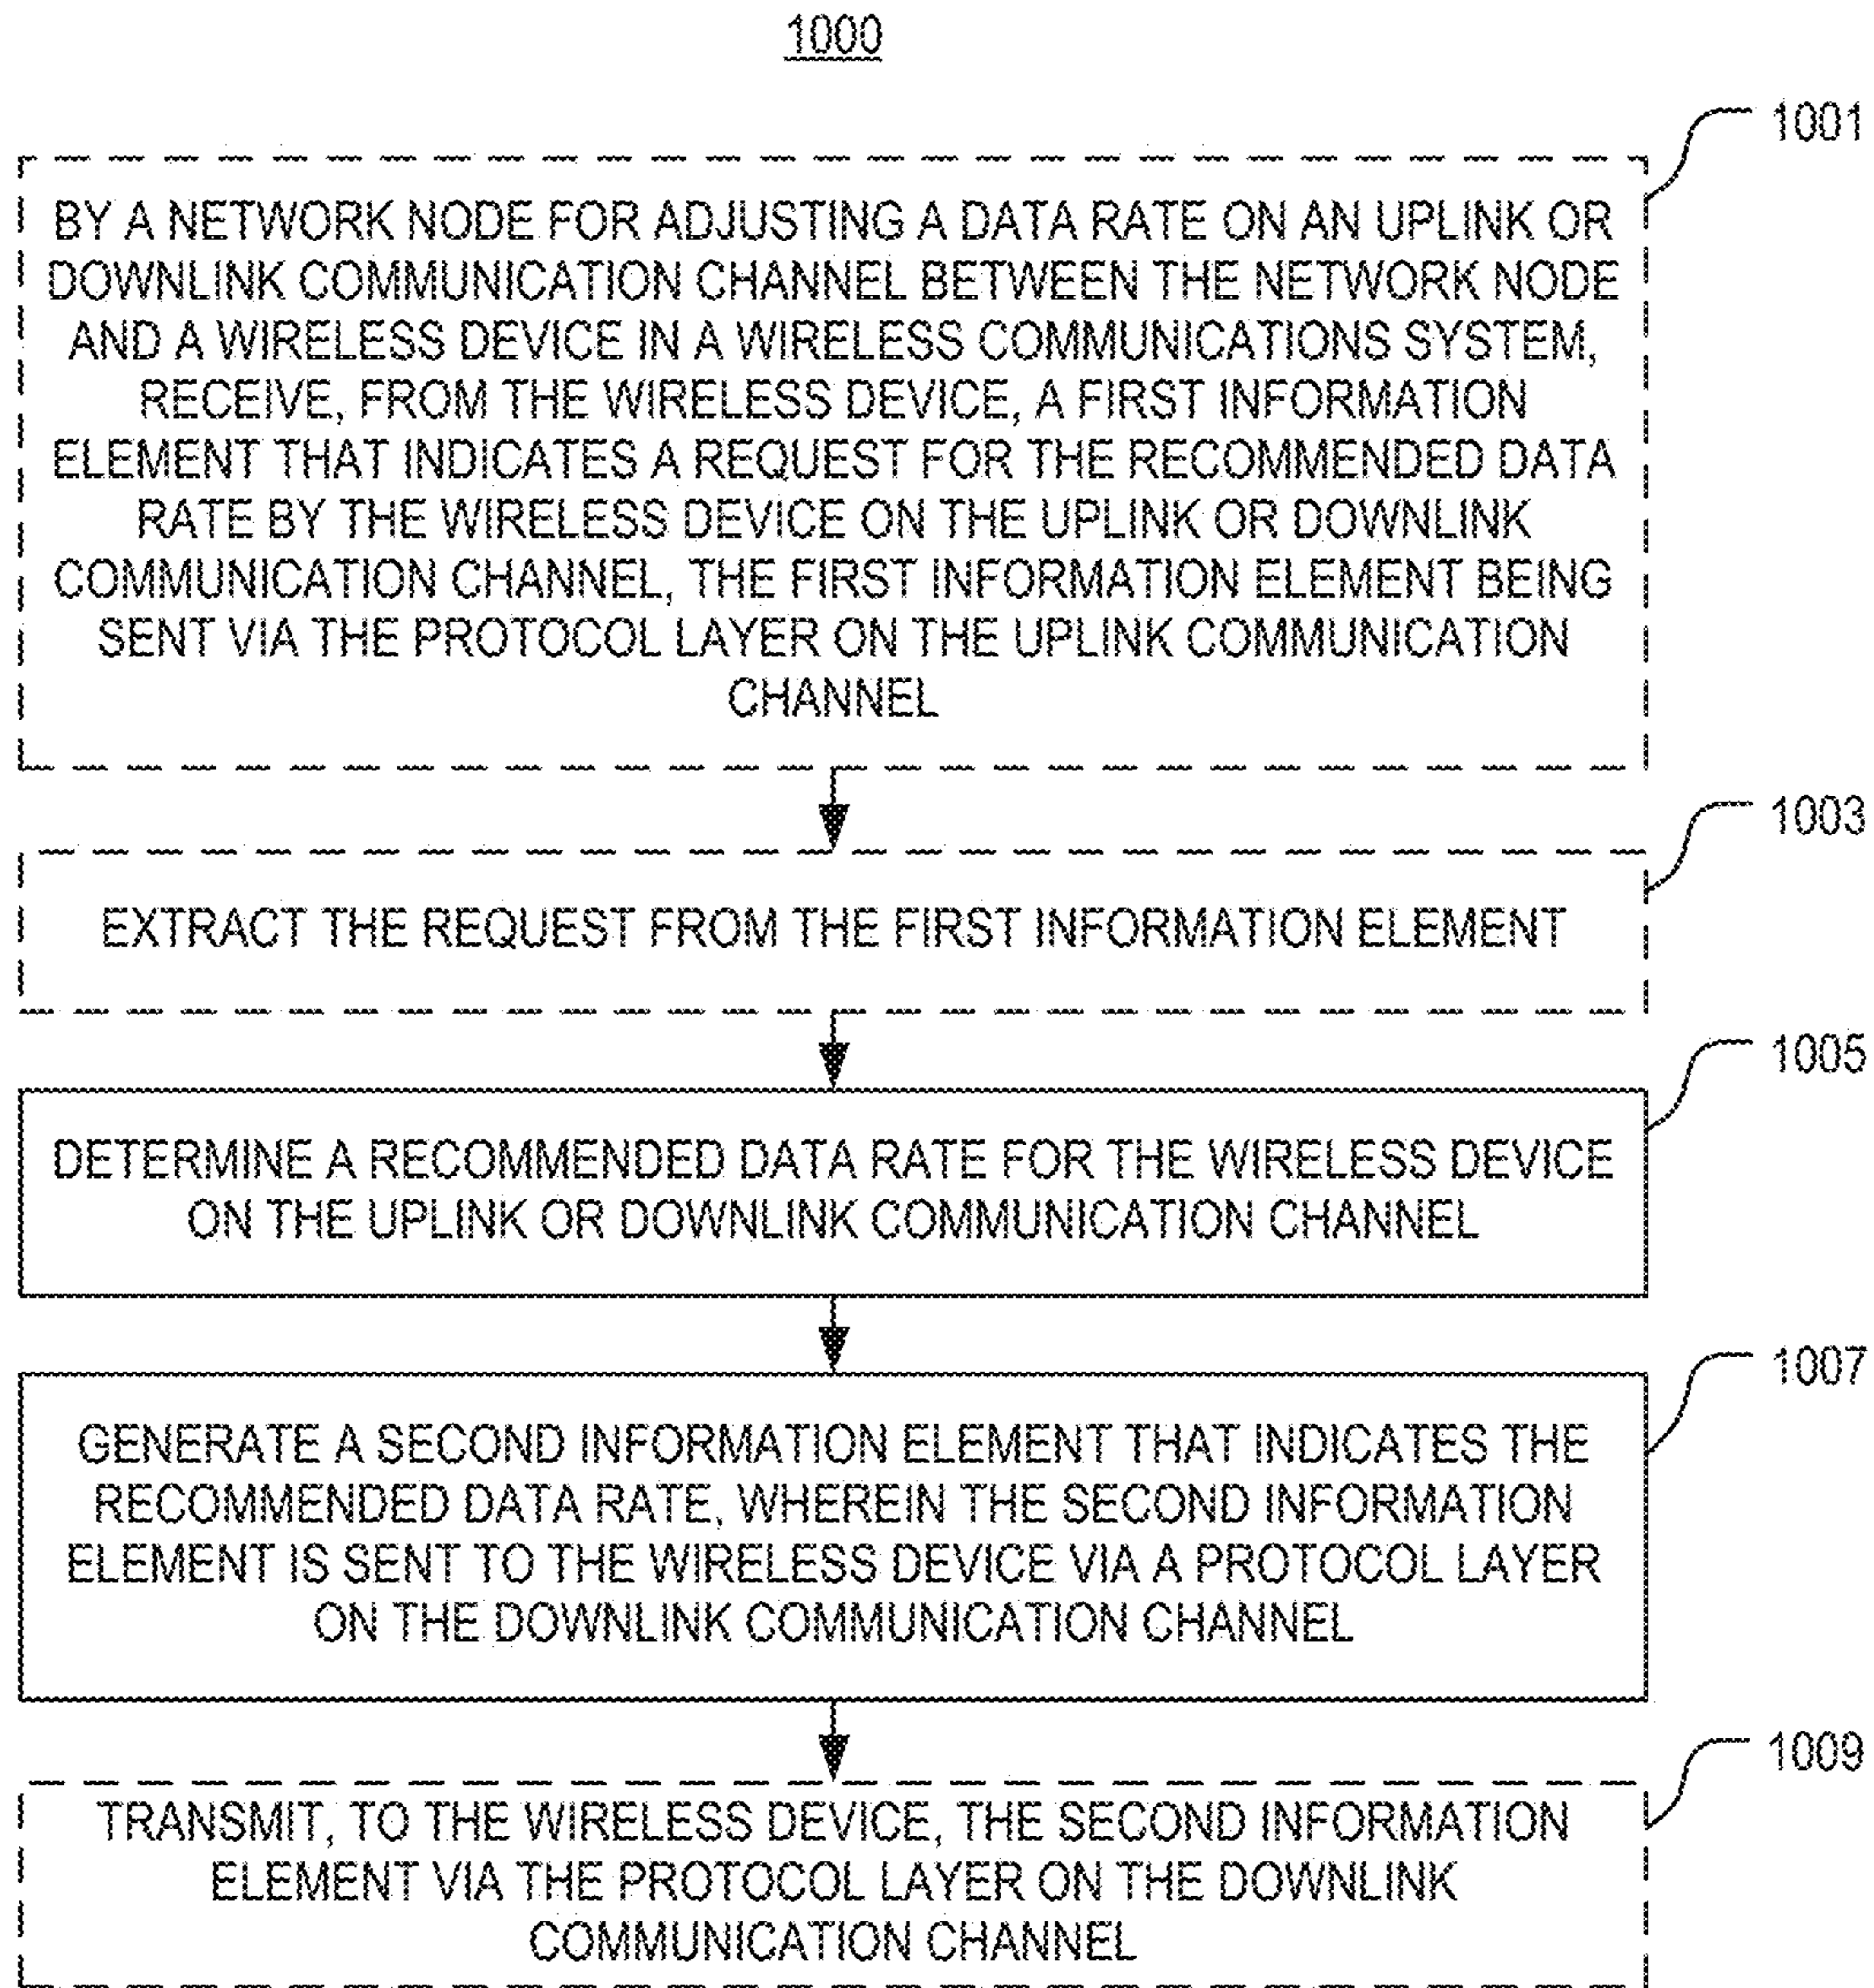 1000
1001
BY A NETWORK NODE FOR ADJUSTING A DATA RATE ON AN UPLINK OR
DOWNLINK COMMUNICATION CHANNEL BETWEEN THE NETWORK NODE
AND A WIRELESS DEVICE IN A WIRELESS COMMUNICATIONS SYSTEM,
RECEIVE, FROM THE WIRELESS DEVICE, A FIRST INFORMATION
ELEMENT THAT INDICATES A REQUEST FOR THE RECOMMENDED DATA
RATE BY THE WIRELESS DEVICE ON THE UPLINK OR DOWNLINK
COMMUNICATION CHANNEL, THE FIRST INFORMATION ELEMENT BEING
SENT VIA THE PROTOCOL LAYER ON THE UPLINK COMMUNICATION
CHANNEL
1003
EXTRACT THE REQUEST FROM THE FIRST INFORMATION ELEMENT
1005
DETERMINE A RECOMMENDED DATA RATE FOR THE WIRELESS DEVICE
ON THE UPLINK OR DOWNLINK COMMUNICATION CHANNEL
1007
GENERATE A SECOND INFORMATION ELEMENT THAT INDICATES THE
RECOMMENDED DATA RATE, WHEREIN THE SECOND INFORMATION
ELEMENT IS SENT TO THE WIRELESS DEVICE VIA A PROTOCOL LAYER
ON THE DOWNLINK COMMUNICATION CHANNEL
1009
TRANSMIT, TO THE WIRELESS DEVICE, THE SECOND INFORMATION
ELEMENT VIA THE PROTOCOL LAYER ON THE DOWNLINK
COMMUNICATION CHANNEL